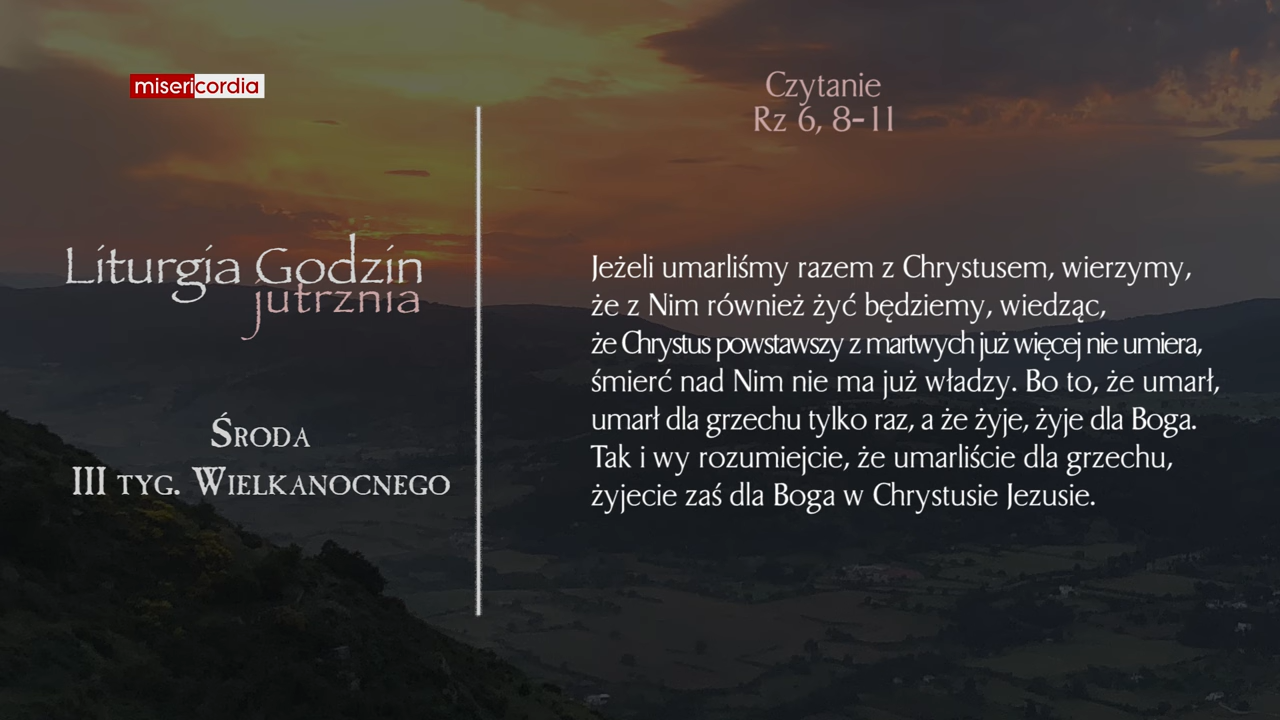 misericordia
Liturgia Godzin
jutrznia
Środa
III tyg. Wielkanocnego
Czytanie
Rz 6, 8-11
Jeżeli umarliśmy razem z Chrystusem, wierzymy,
że z Nim również żyć będziemy, wiedząc,
że Chrystus powstawszy z martwych już więcej nie umiera,
śmierć nad Nim nie ma już władzy. Bo to, że umarł,
umarł dla grzechu tylko raz, a że żyje, żyje dla Boga.
Tak i wy rozumiejcie, że umarliście dla grzechu,
żyjecie zaś dla Boga w Chrystusie Jezusie.